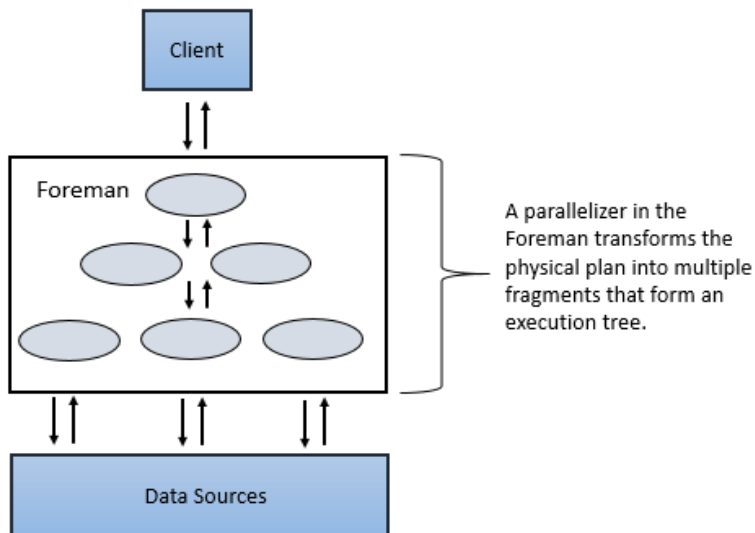 Client
Foreman
A parallelizer in the
Foreman transforms the
physical plan into multiple
fragments that form an
execution tree.
Data Sources